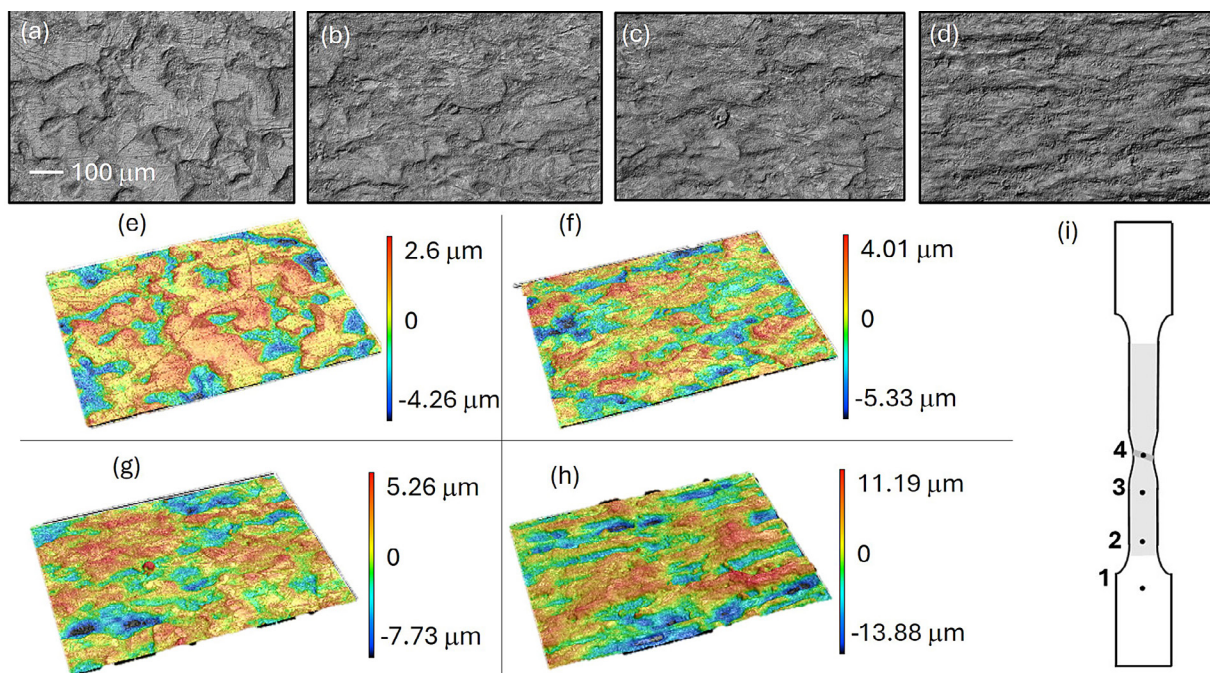 (a)
(b)
(c)
(d)
100 μm
(e)
2.6 μm
0
-4.26 μm
(f)
4.01 μm
0
-5.33 μm
(g)
5.26 μm
0
-7.73 μm
(h)
11.19 μm
0
-13.88 μm
(i)
4
3
2
1